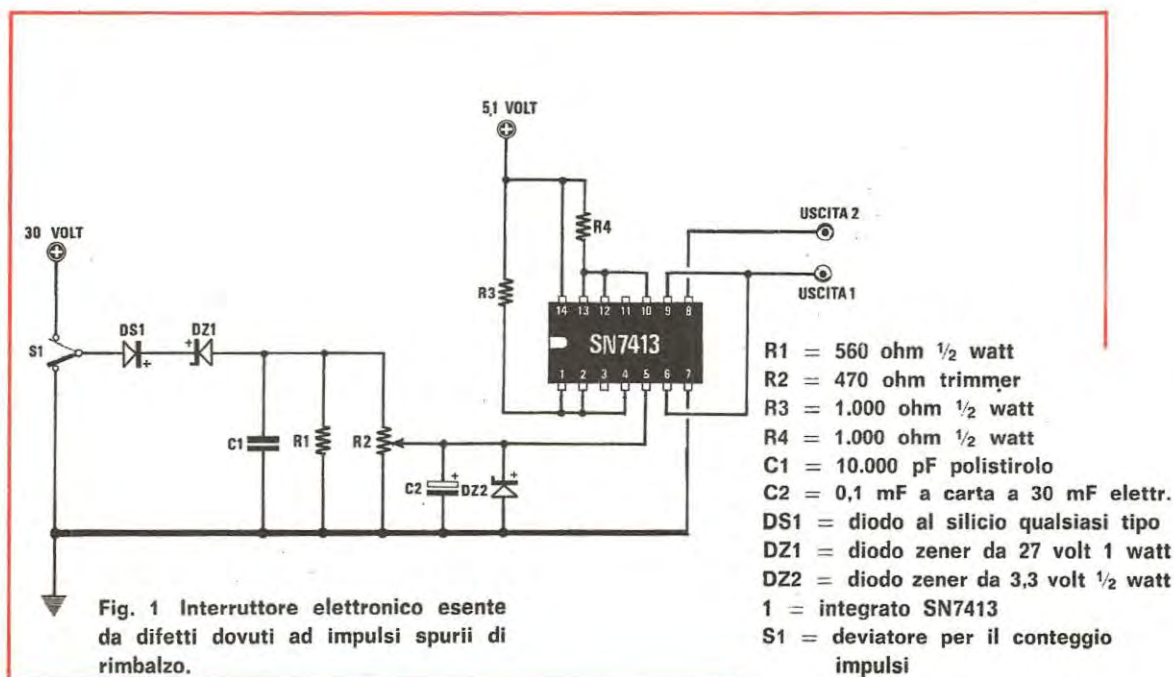 5,1 VOLT
30 VOLT
S1
DS1
+
DZ1
+
C1
R1
R2
R3
R4
C2
+
DZ2
+
14 13 12 11 10 9 8
SN7413
1 2 3 4 5 6 7
USCITA 2
USCITA 1
R1 = 560 ohm ½ watt
R2 = 470 ohm trimmer
R3 = 1.000 ohm ½ watt
R4 = 1.000 ohm ½ watt
C1 = 10.000 pF polistirolo
C2 = 0,1 mF a carta a 30 mF elettr.
DS1 = diodo al silicio qualsiasi tipo
DZ1 = diodo zener da 27 volt 1 watt
DZ2 = diodo zener da 3,3 volt ½ watt
1 = integrato SN7413
S1 = deviatore per il conteggio
impulsi
Fig. 1 Interruttore elettronico esente
da difetti dovuti ad impulsi spurii di
rimbalzo.